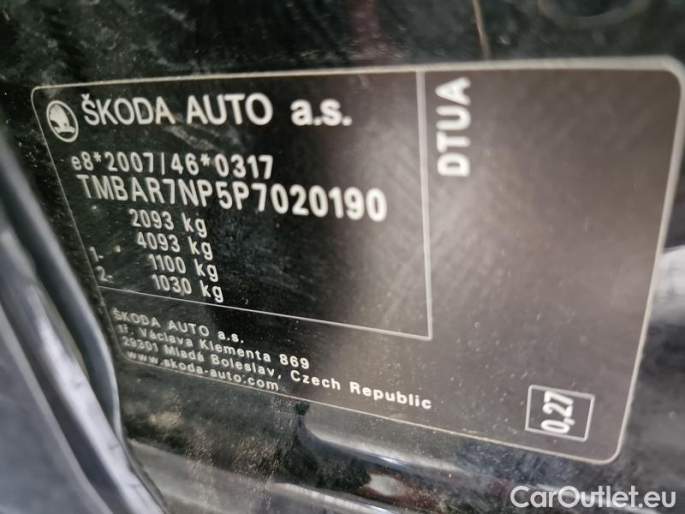 ŠKODA AUTO a.s.
e8*2007/46*0317
TMBAR7NP5P7020190
2093 kg
4093 kg
1- 1100 kg
2- 1030 kg
DTUA
ŠKODA AUTO a.s.
tř. Václava Klementa 869
29301 Mladá Boleslav, Czech Republic
www.skoda-auto.com
0,27
CarOutlet.eu